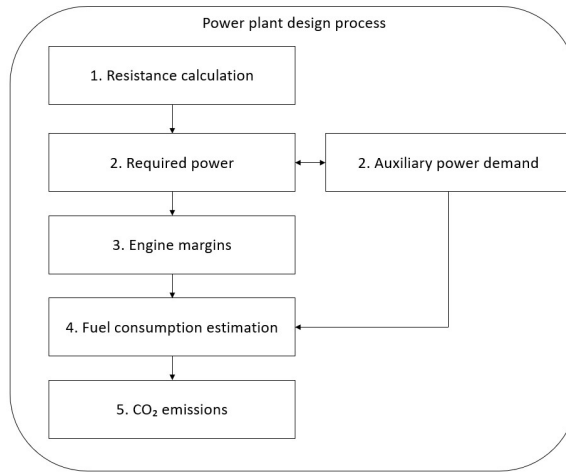 Power plant design process
1. Resistance calculation
2. Required power
2. Auxiliary power demand
3. Engine margins
4. Fuel consumption estimation
5. CO₂ emissions